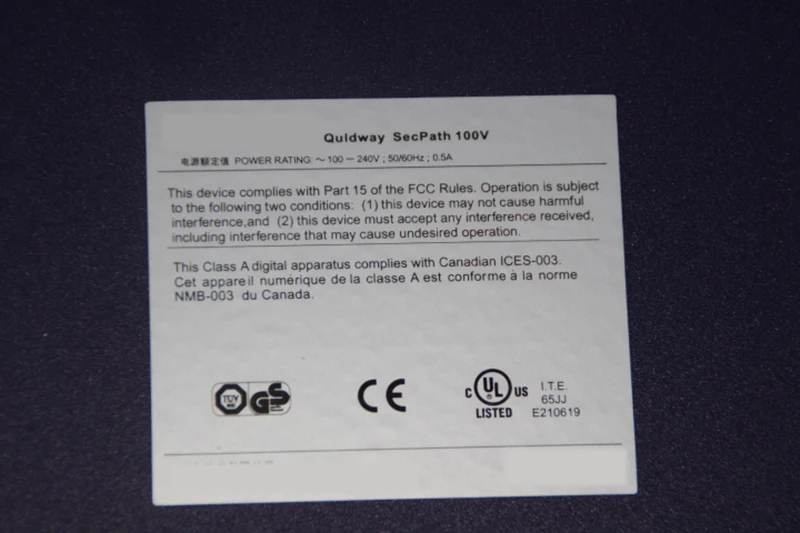 Quidway SecPath 100V
电源额定值 POWER RATING: ～100－240V ; 50/60Hz ; 0.5A
This device complies with Part 15 of the FCC Rules. Operation is subject
to the following two conditions: (1) this device may not cause harmful
interference,and (2) this device must accept any interference received,
including interference that may cause undesired operation.
This Class A digital apparatus complies with Canadian ICES-003.
Cet appareil numérique de la classe A est conforme à la norme
NMB-003 du Canada.
TÜV GS CE C UL US LISTED
I.T.E.
65JJ
E210619